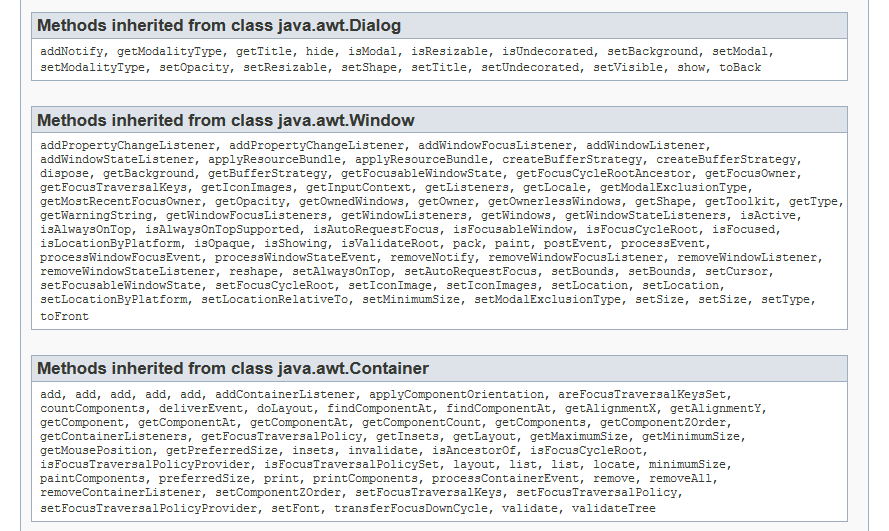 Methods inherited from class java.awt.Dialog
addNotify, getModalityType, getTitle, hide, isModal, isResizable, isUndecorated, setBackground, setModal,
setModalityType, setOpacity, setResizable, setShape, setTitle, setUndecorated, setVisible, show, toBack
Methods inherited from class java.awt.Window
addPropertyChangeListener, addPropertyChangeListener, addWindowFocusListener, addWindowListener,
addWindowStateListener, applyResourceBundle, applyResourceBundle, createBufferStrategy, createBufferStrategy,
dispose, getBackground, getBufferStrategy, getFocusableWindowState, getFocusCycleRootAncestor, getFocusOwner,
getFocusTraversalKeys, getIconImages, getInputContext, getListeners, getLocale, getModalExclusionType,
getMostRecentFocusOwner, getOpacity, getOwnedWindows, getOwner, getOwnerlessWindows, getShape, getToolkit, getType,
getWarningString, getWindowFocusListeners, getWindowListeners, getWindows, getWindowStateListeners, isActive,
isAlwaysOnTop, isAlwaysOnTopSupported, isAutoRequestFocus, isFocusableWindow, isFocusCycleRoot, isFocused,
isLocationByPlatform, isOpaque, isShowing, isValidateRoot, pack, paint, postEvent, processEvent,
processWindowFocusEvent, processWindowStateEvent, removeNotify, removeWindowFocusListener, removeWindowListener,
removeWindowStateListener, reshape, setAlwaysOnTop, setAutoRequestFocus, setBounds, setBounds, setCursor,
setFocusableWindowState, setFocusCycleRoot, setIconImage, setIconImages, setLocation, setLocation,
setLocationByPlatform, setLocationRelativeTo, setMinimumSize, setModalExclusionType, setSize, setSize, setType,
toFront
Methods inherited from class java.awt.Container
add, add, add, add, add, addContainerListener, applyComponentOrientation, areFocusTraversalKeysSet,
countComponents, deliverEvent, doLayout, findComponentAt, findComponentAt, getAlignmentX, getAlignmentY,
getComponent, getComponentAt, getComponentAt, getComponentCount, getComponents, getComponentZOrder,
getContainerListeners, getFocusTraversalPolicy, getInsets, getLayout, getMaximumSize, getMinimumSize,
getMousePosition, getPreferredSize, insets, invalidate, isAncestorOf, isFocusCycleRoot,
isFocusTraversalPolicyProvider, isFocusTraversalPolicySet, layout, list, list, locate, minimumSize,
paintComponents, preferredSize, print, printComponents, processContainerEvent, remove, removeAll,
removeContainerListener, setComponentZOrder, setFocusTraversalKeys, setFocusTraversalPolicy,
setFocusTraversalPolicyProvider, setFont, transferFocusDownCycle, validate, validateTree